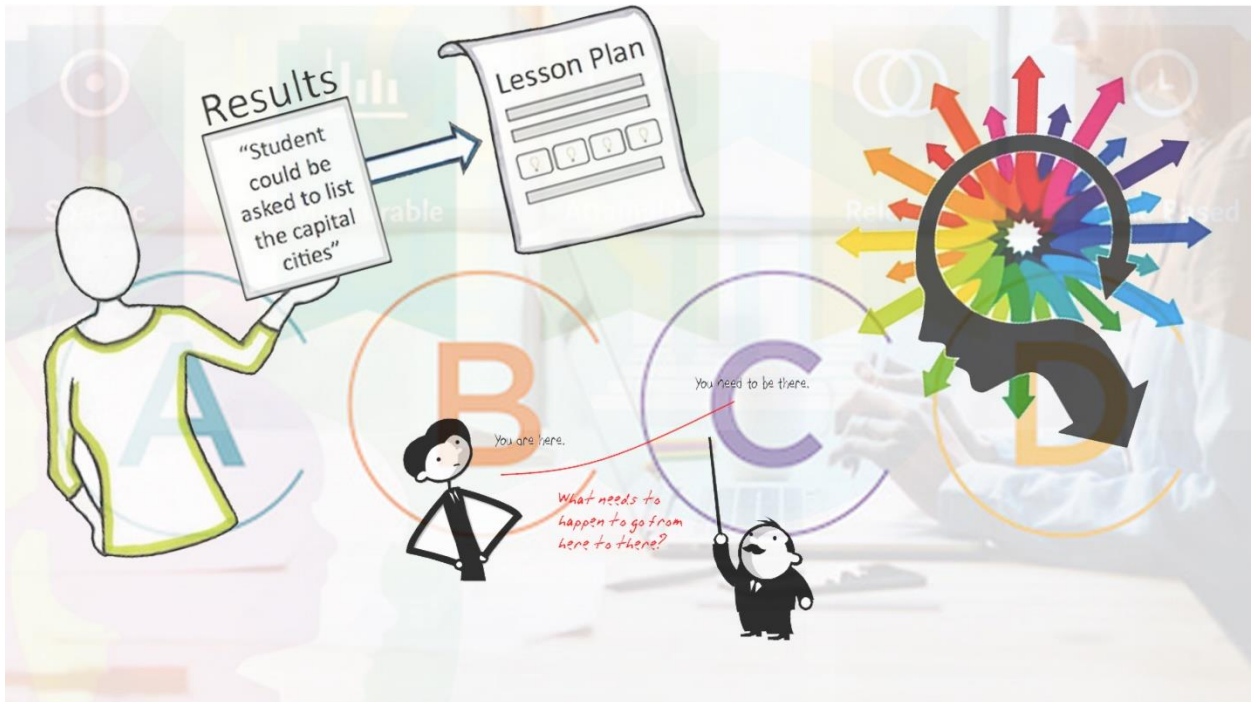 Results
"Student
could be
asked to list
the capital
cities"
Lesson Plan
A
B
C
D
You are here.
You need to be there.
What needs to
happen to go from
here to there?